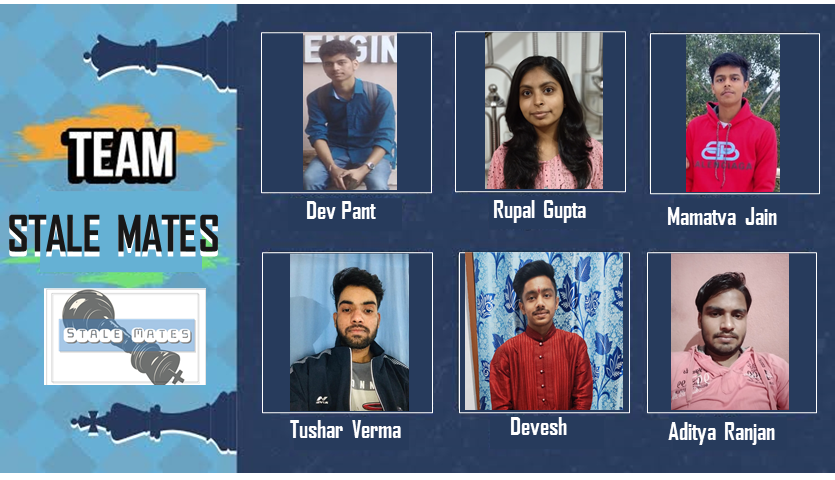 TEAM
STALE MATES
STALE MATES
ENGIN
Dev Pant
Rupal Gupta
Mamatva Jain
Tushar Verma
Devesh
Aditya Ranjan